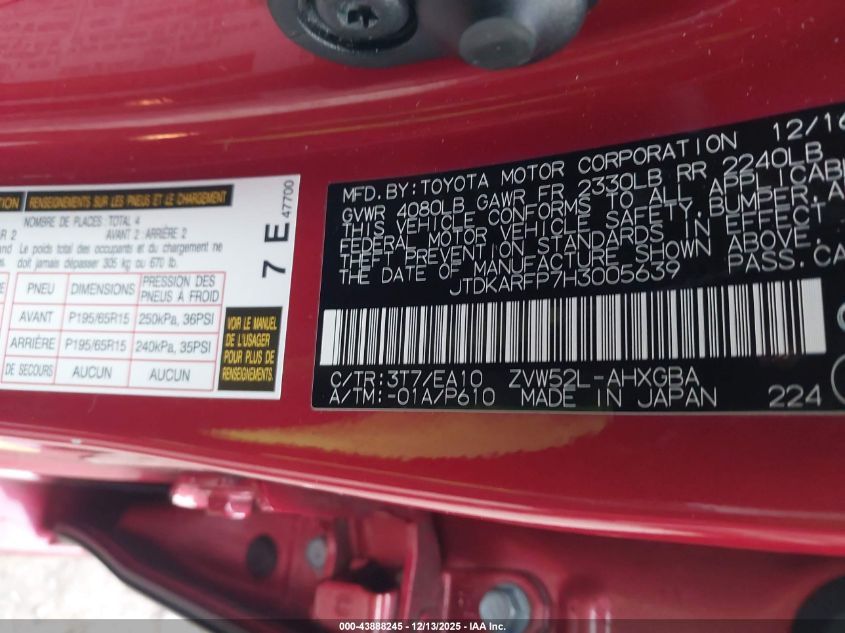 TION
RENSEIGNEMENTS SUR LES PNEUS ET LE CHARGEMENT
NOMBRE DE PLACES: TOTAL 4
R 2 AVANT 2 : ARRIÈRE 2
and Le poids total des occupants et du chargement ne
doit jamais dépasser 305 kg ou 670 lb.
PNEU DIMENSIONS PRESSION DES PNEUS À FROID
AVANT P195/65R15 250kPa, 36PSI
ARRIÈRE P195/65R15 240kPa, 35PSI
DE SECOURS AUCUN AUCUN
7 E 47700
VOIR LE MANUEL
DE L'USAGER
POUR PLUS DE
RENSEIGNEMENTS
MFD. BY: TOYOTA MOTOR CORPORATION 12/16
GVWR 4080LB GAWR FR 2330LB RR 2240LB
THIS VEHICLE CONFORMS TO ALL APPLICABL
FEDERAL MOTOR VEHICLE SAFETY, BUMPER, A
THEFT PREVENTION STANDARDS IN EFFECT
THE DATE OF MANUFACTURE SHOWN ABOVE.
JTDKARFP7H3005639 PASS. CA
C/TR: 3T7/EA10 ZVW52L-AHXGBA
A/TM: -01A/P610 MADE IN JAPAN 224
000-43888245 - 12/13/2025 - IAA Inc.